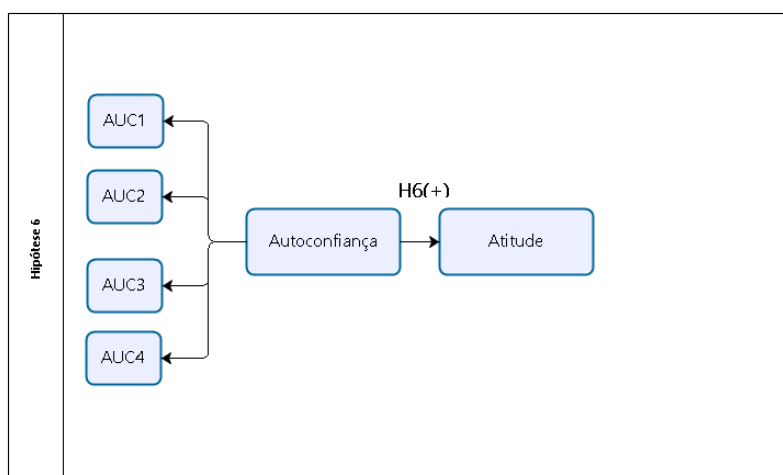 Hipótese 6
AUC1
AUC2
AUC3
AUC4
Autoconfiança
H6(+)
Atitude